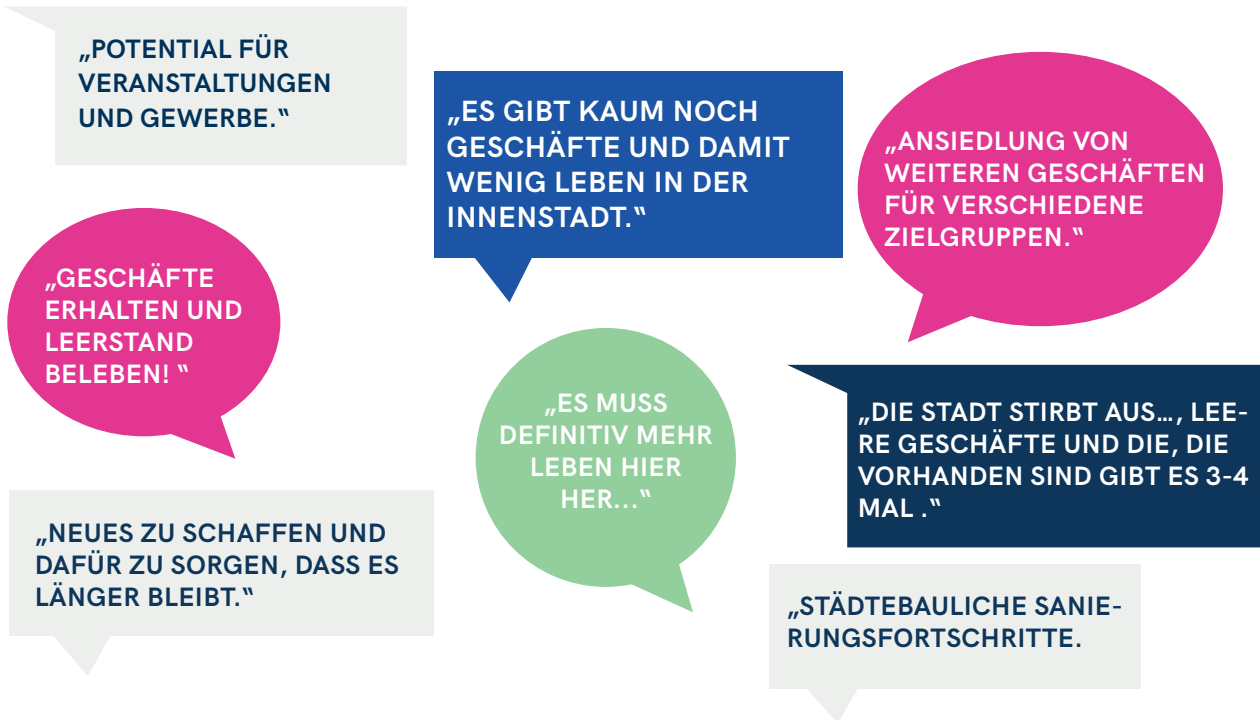 „POTENTIAL FÜR
VERANSTALTUNGEN
UND GEWERBE.“
„ES GIBT KAUM NOCH
GESCHÄFTE UND DAMIT
WENIG LEBEN IN DER
INNENSTADT.“
„ANSIEDLUNG VON
WEITEREN GESCHÄFTEN
FÜR VERSCHIEDENE
ZIELGRUPPEN.“
„GESCHÄFTE
ERHALTEN UND
LEERSTAND
BELEBEN! “
„ES MUSS
DEFINITIV MEHR
LEBEN HIER
HER...“
„DIE STADT STIRBT AUS…, LEE-
RE GESCHÄFTE UND DIE, DIE
VORHANDEN SIND GIBT ES 3-4
MAL .“
„NEUES ZU SCHAFFEN UND
DAFÜR ZU SORGEN, DASS ES
LÄNGER BLEIBT.“
„STÄDTEBAULICHE SANIE-
RUNGSFORTSCHRITTE.